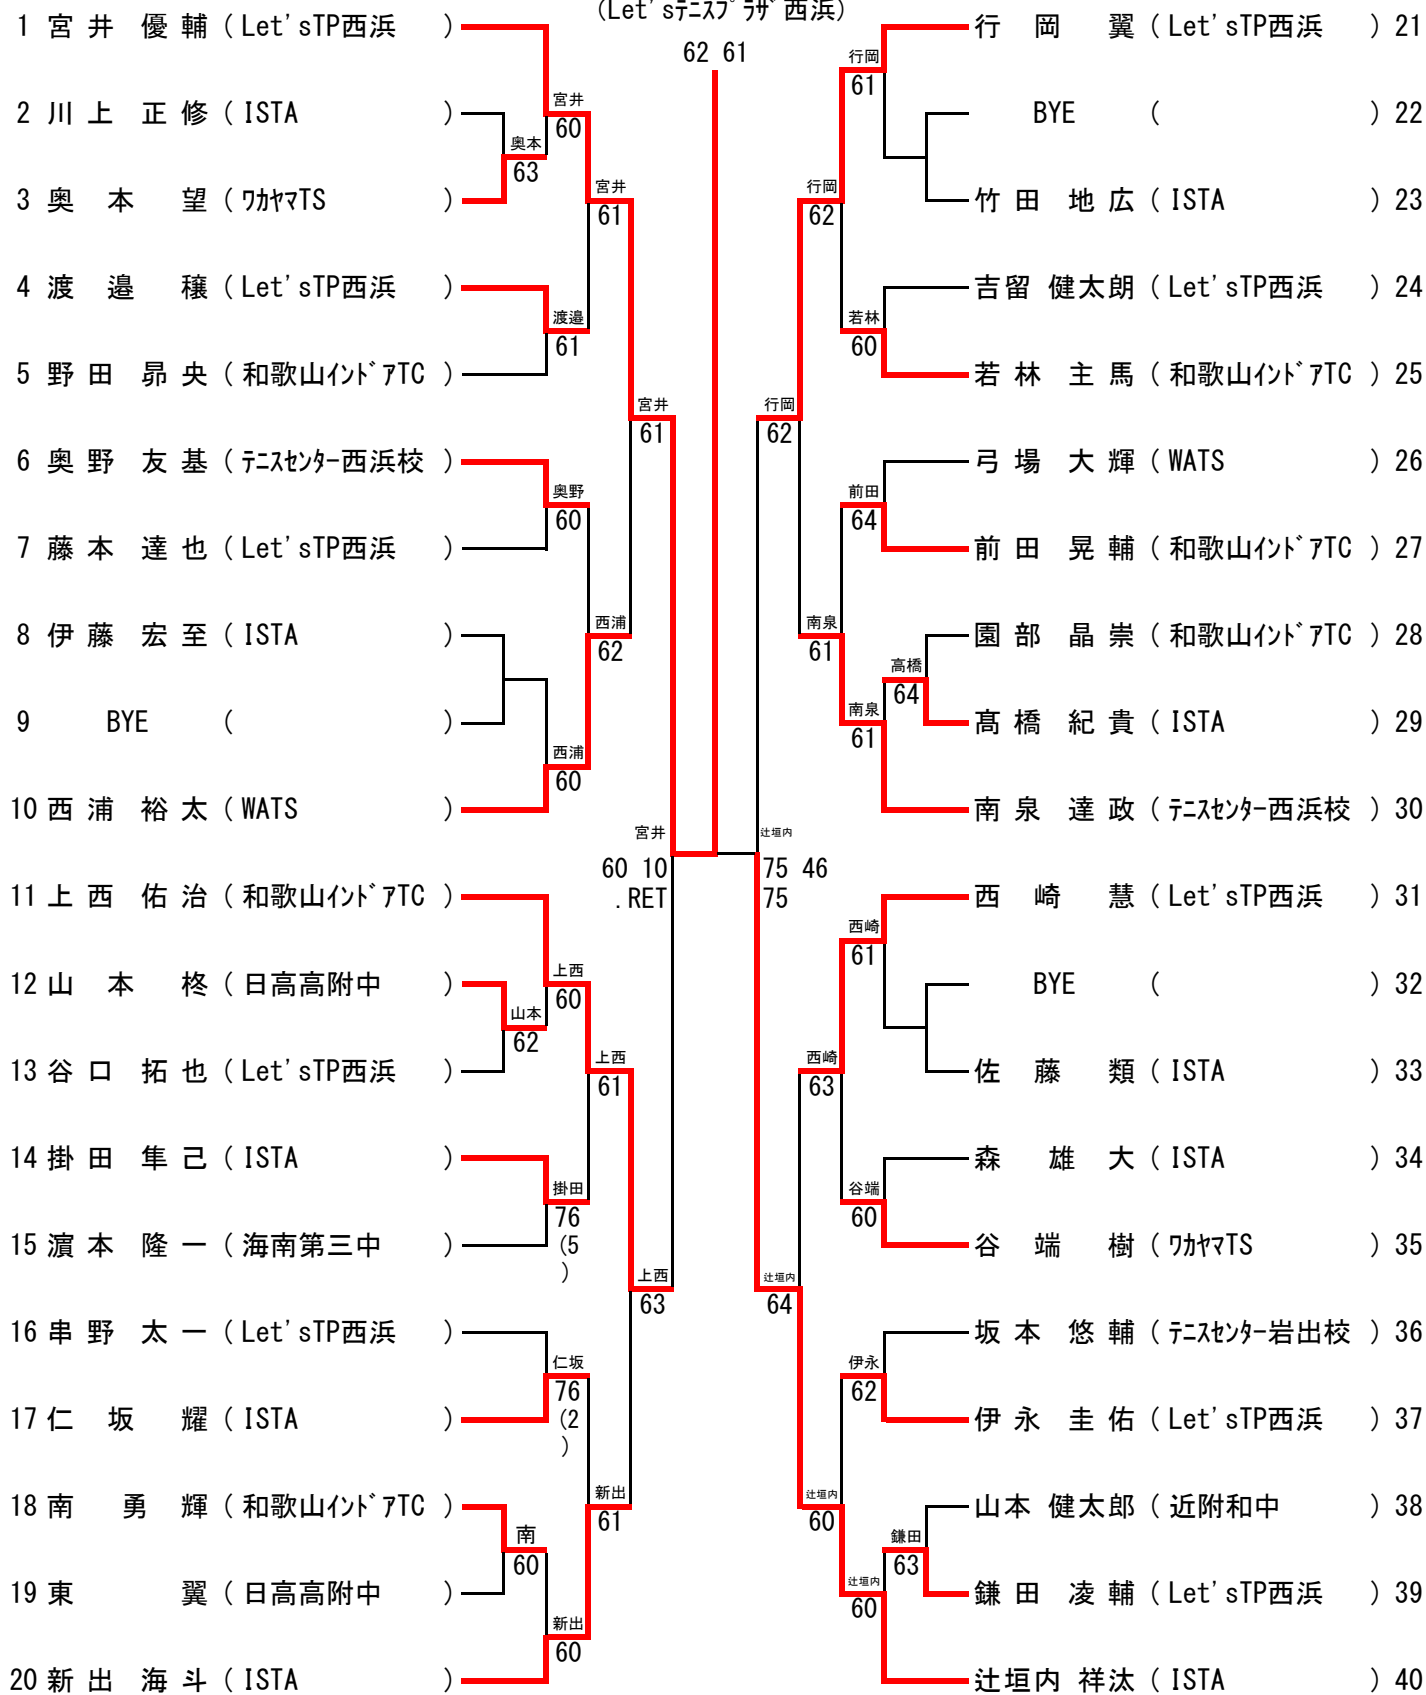 (Let'sﾃﾆｽﾌﾟﾗｻﾞ西浜)
62 61
1 宮 井 優 輔 ( Let'sTP西浜 )
2 川 上 正 修 ( ISTA )
3 奥 本 望 ( ﾜｶﾔﾏTS )
4 渡 邉 穣 ( Let'sTP西浜 )
5 野 田 昴 央 ( 和歌山ｲﾝﾄﾞｱTC )
6 奥 野 友 基 ( ﾃﾆｽｾﾝﾀｰ西浜校 )
7 藤 本 達 也 ( Let'sTP西浜 )
8 伊 藤 宏 至 ( ISTA )
9 BYE ( )
10 西 浦 裕 太 ( WATS )
11 上 西 佑 治 ( 和歌山ｲﾝﾄﾞｱTC )
12 山 本 柊 ( 日高高附中 )
13 谷 口 拓 也 ( Let'sTP西浜 )
14 掛 田 隼 己 ( ISTA )
15 濵 本 隆 一 ( 海南第三中 )
16 串 野 太 一 ( Let'sTP西浜 )
17 仁 坂 耀 ( ISTA )
18 南 勇 輝 ( 和歌山ｲﾝﾄﾞｱTC )
19 東 翼 ( 日高高附中 )
20 新 出 海 斗 ( ISTA )
奥本
63
山本
62
南
60
宮井
60
渡邉
61
奥野
60
西浦
60
上西
60
掛田
76
(5
)
仁坂
76
(2
)
新出
60
宮井
61
西浦
62
上西
61
新出
61
宮井
61
上西
63
宮井
60 10
.RET
辻垣内
75 46
75
行岡
62
辻垣内
64
行岡
62
南泉
61
西崎
63
辻垣内
60
行岡
61
若林
60
前田
64
南泉
61
西崎
61
谷端
60
伊永
62
辻垣内
60
高橋
64
鎌田
63
行 岡 翼 ( Let'sTP西浜 ) 21
BYE ( ) 22
竹 田 地 広 ( ISTA ) 23
吉留 健太朗 ( Let'sTP西浜 ) 24
若 林 主 馬 ( 和歌山ｲﾝﾄﾞｱTC ) 25
弓 場 大 輝 ( WATS ) 26
前 田 晃 輔 ( 和歌山ｲﾝﾄﾞｱTC ) 27
園 部 晶 崇 ( 和歌山ｲﾝﾄﾞｱTC ) 28
髙 橋 紀 貴 ( ISTA ) 29
南 泉 達 政 ( ﾃﾆｽｾﾝﾀｰ西浜校 ) 30
西 崎 慧 ( Let'sTP西浜 ) 31
BYE ( ) 32
佐 藤 類 ( ISTA ) 33
森 雄 大 ( ISTA ) 34
谷 端 樹 ( ﾜｶﾔﾏTS ) 35
坂 本 悠 輔 ( ﾃﾆｽｾﾝﾀｰ岩出校 ) 36
伊 永 圭 佑 ( Let'sTP西浜 ) 37
山本 健太郎 ( 近附和中 ) 38
鎌 田 凌 輔 ( Let'sTP西浜 ) 39
辻垣内 祥汰 ( ISTA ) 40